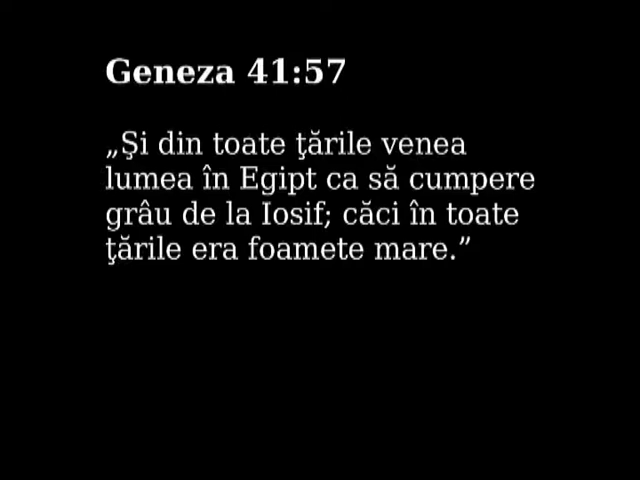 Geneza 41:57
„Şi din toate ţările venea
lumea în Egipt ca să cumpere
grâu de la Iosif; căci în toate
ţările era foamete mare.”